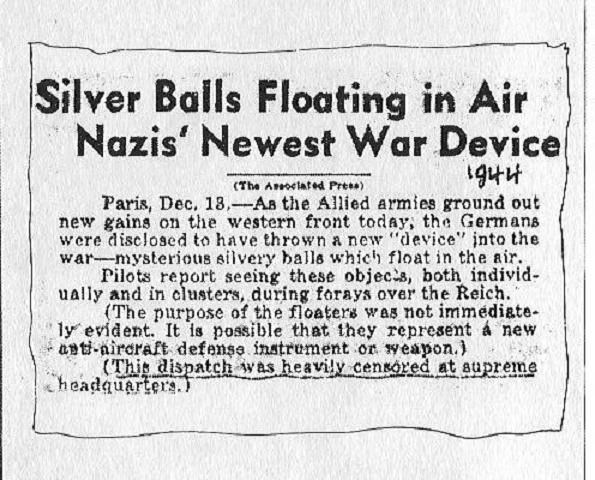 Silver Balls Floating in Air
Nazis' Newest War Device
1944
(The Associated Press)
Paris, Dec. 13.—As the Allied armies ground out
new gains on the western front today, the Germans
were disclosed to have thrown a new "device" into the
war—mysterious silvery balls which float in the air.
Pilots report seeing these objects, both individ-
ually and in clusters, during forays over the Reich.
(The purpose of the floaters was not immediate-
ly evident. It is possible that they represent a new
anti-aircraft defense instrument or weapon.)
(This dispatch was heavily censored at supreme
headquarters.)